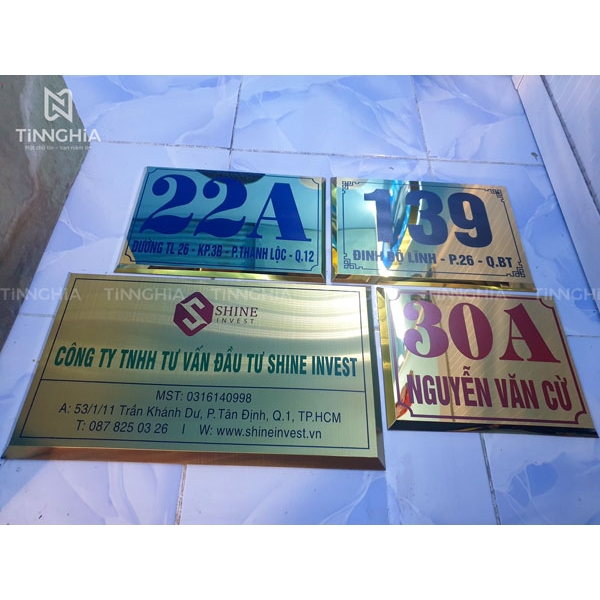 TiNNGHiA
22A
ĐƯỜNG TL 26 - KP.3B - P.THẠNH LỘC - Q.12
139
ĐINH BỘ LĨNH - P.26 - Q.BT
TiNNGHiA
SHINE
INVEST
CÔNG TY TNHH TƯ VẤN ĐẦU TƯ SHINE INVEST
MST: 0316140998
A: 53/1/11 Trần Khánh Dư, P.Tân Định, Q.1, TP.HCM
T: 087 825 03 26 I W: www.shineinvest.vn
30A
NGUYỄN VĂN CỪ